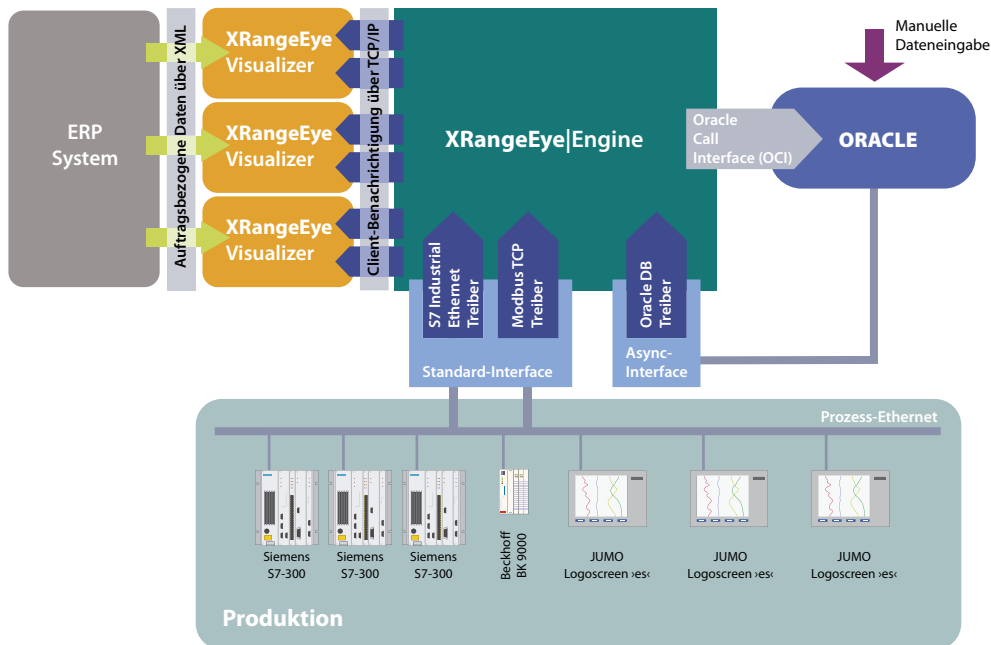 ERP
System
Auftragsbezogene Daten über XML
XRangeEye
Visualizer
XRangeEye
Visualizer
XRangeEye
Visualizer
Client-Benachrichtigung über TCP/IP
XRangeEye|Engine
Oracle
Call
Interface (OCI)
Manuelle
Dateneingabe
ORACLE
S7 Industrial
Ethernet
Treiber
Modbus TCP
Treiber
Oracle DB
Treiber
Standard-Interface
Async-
Interface
Prozess-Ethernet
Siemens
S7-300
Siemens
S7-300
Siemens
S7-300
Beckhoff
BK 9000
JUMO
Logoscreen ›es‹
JUMO
Logoscreen ›es‹
JUMO
Logoscreen ›es‹
Produktion